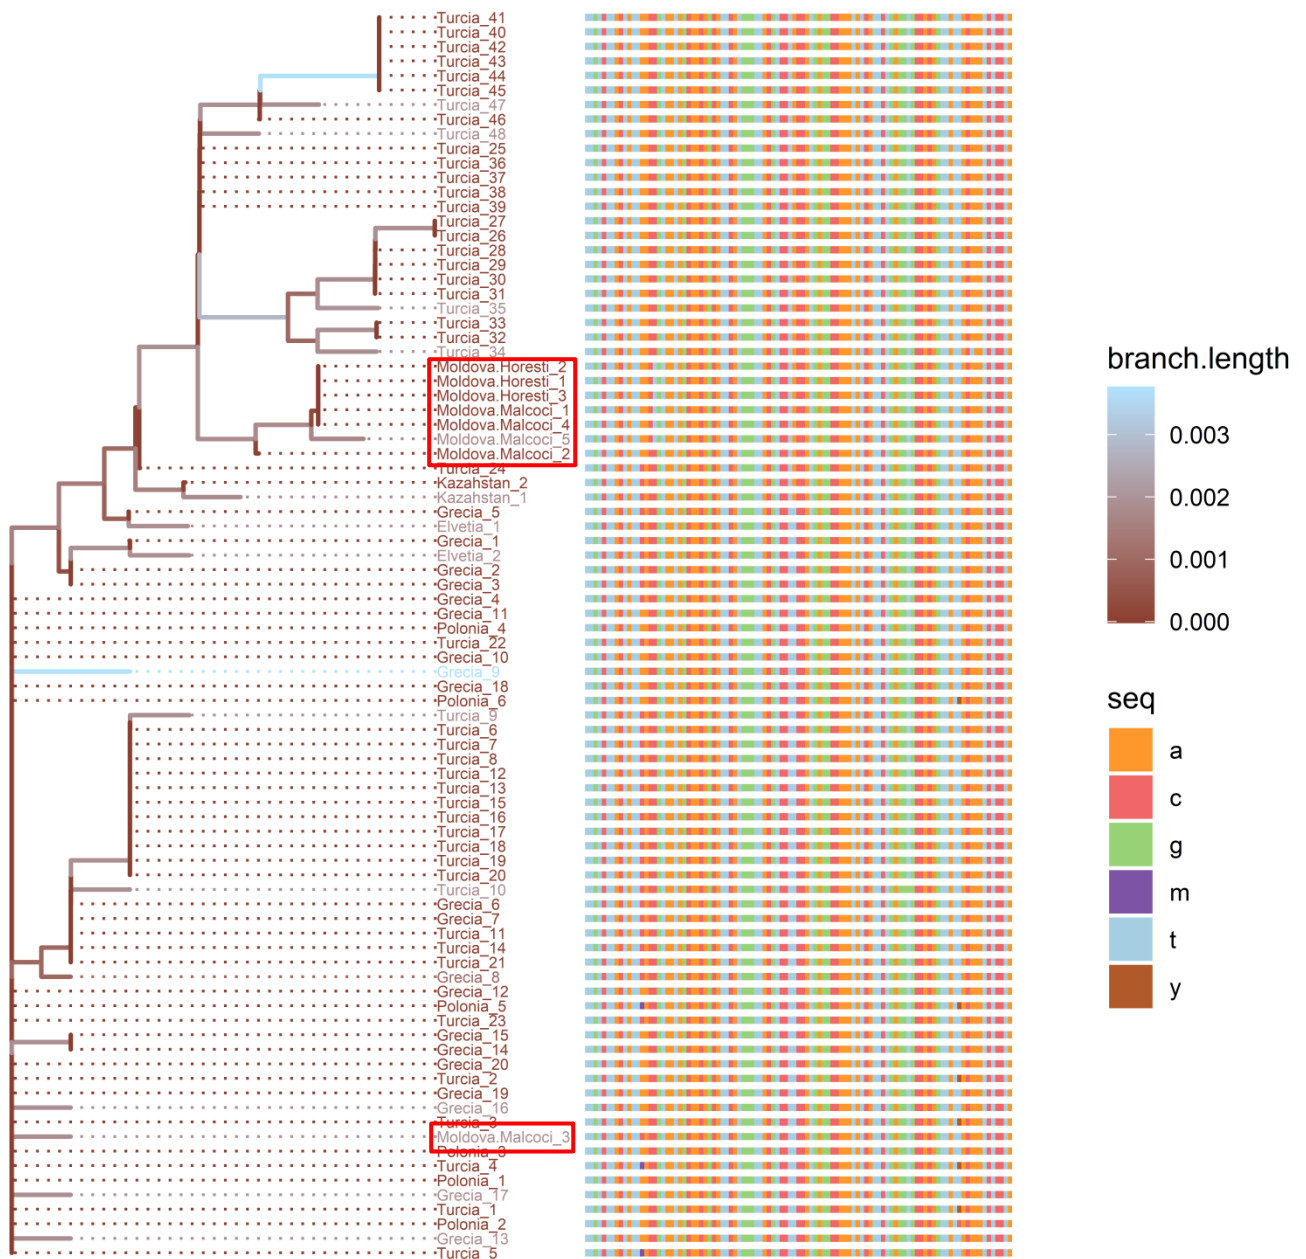 Turcia_41
Turcia_40
Turcia_42
Turcia_43
Turcia_44
Turcia_45
Turcia_47
Turcia_46
Turcia_48
Turcia_25
Turcia_36
Turcia_37
Turcia_38
Turcia_39
Turcia_27
Turcia_26
Turcia_28
Turcia_29
Turcia_30
Turcia_31
Turcia_35
Turcia_33
Turcia_32
Turcia_34
Moldova.Horesti_2
Moldova.Horesti_1
Moldova.Horesti_3
Moldova.Malcoci_1
Moldova.Malcoci_4
Moldova.Malcoci_5
Moldova.Malcoci_2
Turcia_24
Kazahstan_2
Kazahstan_1
Grecia_5
Elvetia_1
Grecia_1
Elvetia_2
Grecia_2
Grecia_3
Grecia_4
Grecia_11
Polonia_4
Turcia_22
Grecia_10
Grecia_9
Grecia_18
Polonia_6
Turcia_9
Turcia_6
Turcia_7
Turcia_8
Turcia_12
Turcia_13
Turcia_15
Turcia_16
Turcia_17
Turcia_18
Turcia_19
Turcia_20
Turcia_10
Grecia_6
Grecia_7
Turcia_11
Turcia_14
Turcia_21
Grecia_8
Grecia_12
Polonia_5
Turcia_23
Grecia_15
Grecia_14
Grecia_20
Turcia_2
Grecia_19
Grecia_16
Turcia_3
Moldova.Malcoci_3
Polonia_3
Turcia_4
Polonia_1
Grecia_17
Turcia_1
Polonia_2
Grecia_13
Turcia_5
branch.length
0.003
0.002
0.001
0.000
seq
a
c
g
m
t
y